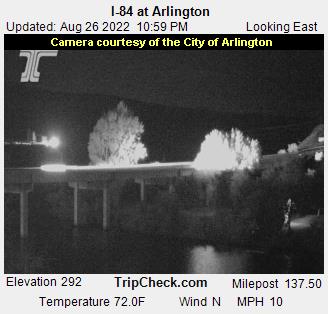 I-84 at Arlington
Updated: Aug 26 2022 10:59 PM Looking East
Camera courtesy of the City of Arlington
Elevation 292 TripCheck.com Milepost 137.50
Temperature 72.0F Wind N MPH 10